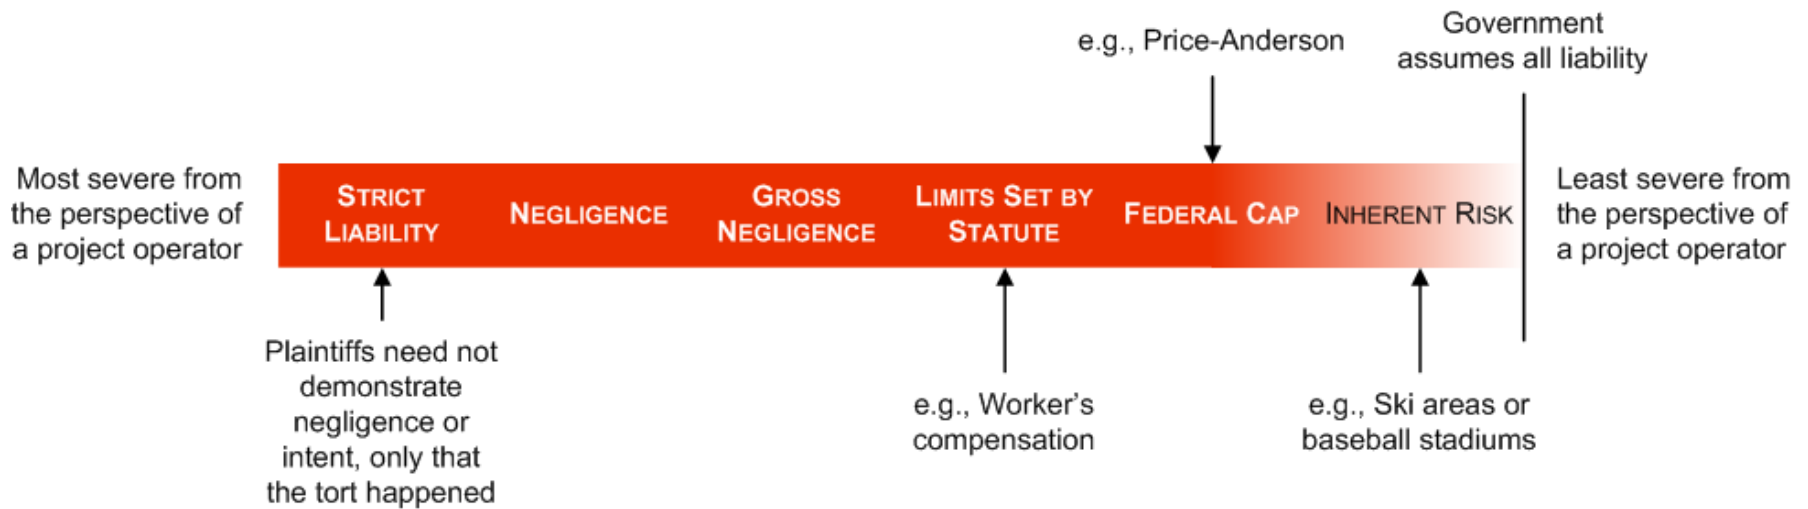 e.g., Price-Anderson
Government
assumes all liability
Most severe from
the perspective of
a project operator
STRICT
LIABILITY
NEGLIGENCE
GROSS
NEGLIGENCE
LIMITS SET BY
STATUTE
FEDERAL CAP
INHERENT RISK
Least severe from
the perspective of
a project operator
Plaintiffs need not
demonstrate
negligence or
intent, only that
the tort happened
e.g., Worker's
compensation
e.g., Ski areas or
baseball stadiums